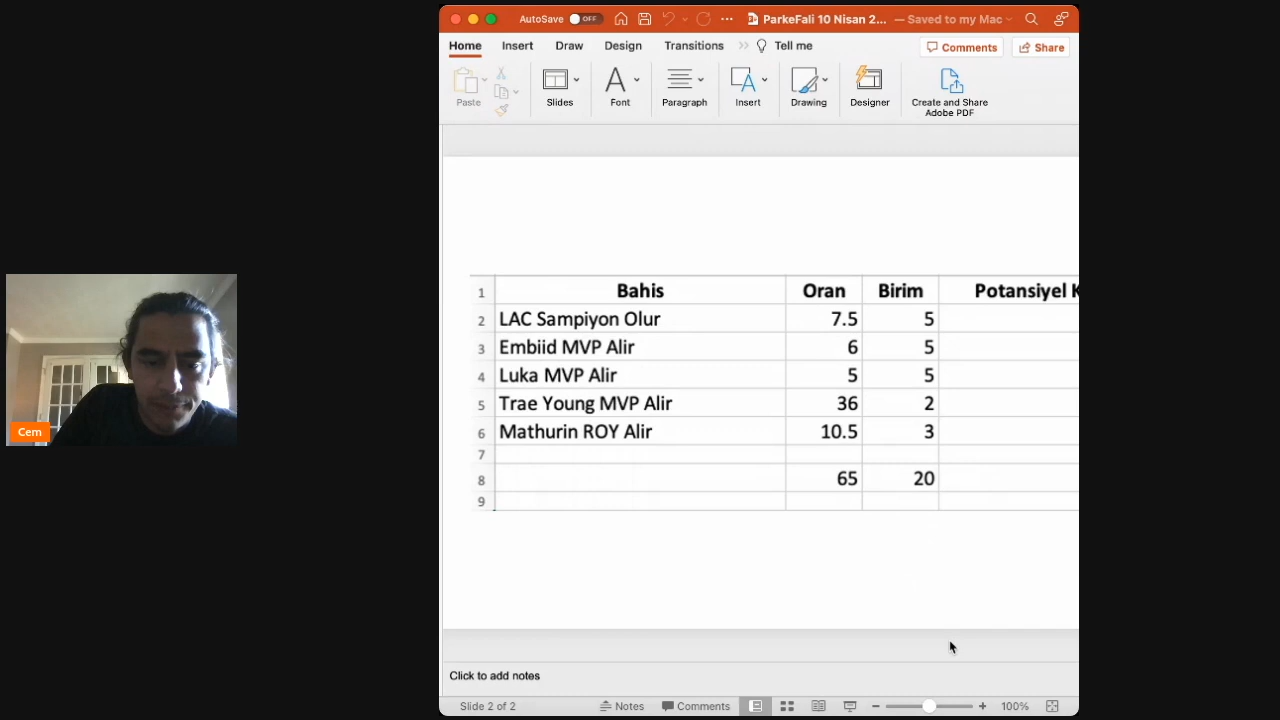 AutoSave OFF ... ParkeFali 10 Nisan 2... — Saved to my Mac
Home Insert Draw Design Transitions Tell me Comments Share
Paste Slides Font Paragraph Insert Drawing Designer Create and Share
Adobe PDF
1 Bahis Oran Birim Potansiyel K
2 LAC Sampiyon Olur 7.5 5
3 Embiid MVP Alir 6 5
4 Luka MVP Alir 5 5
5 Trae Young MVP Alir 36 2
6 Mathurin ROY Alir 10.5 3
7
8 65 20
9
Cem
Click to add notes
Slide 2 of 2 Notes Comments 100%